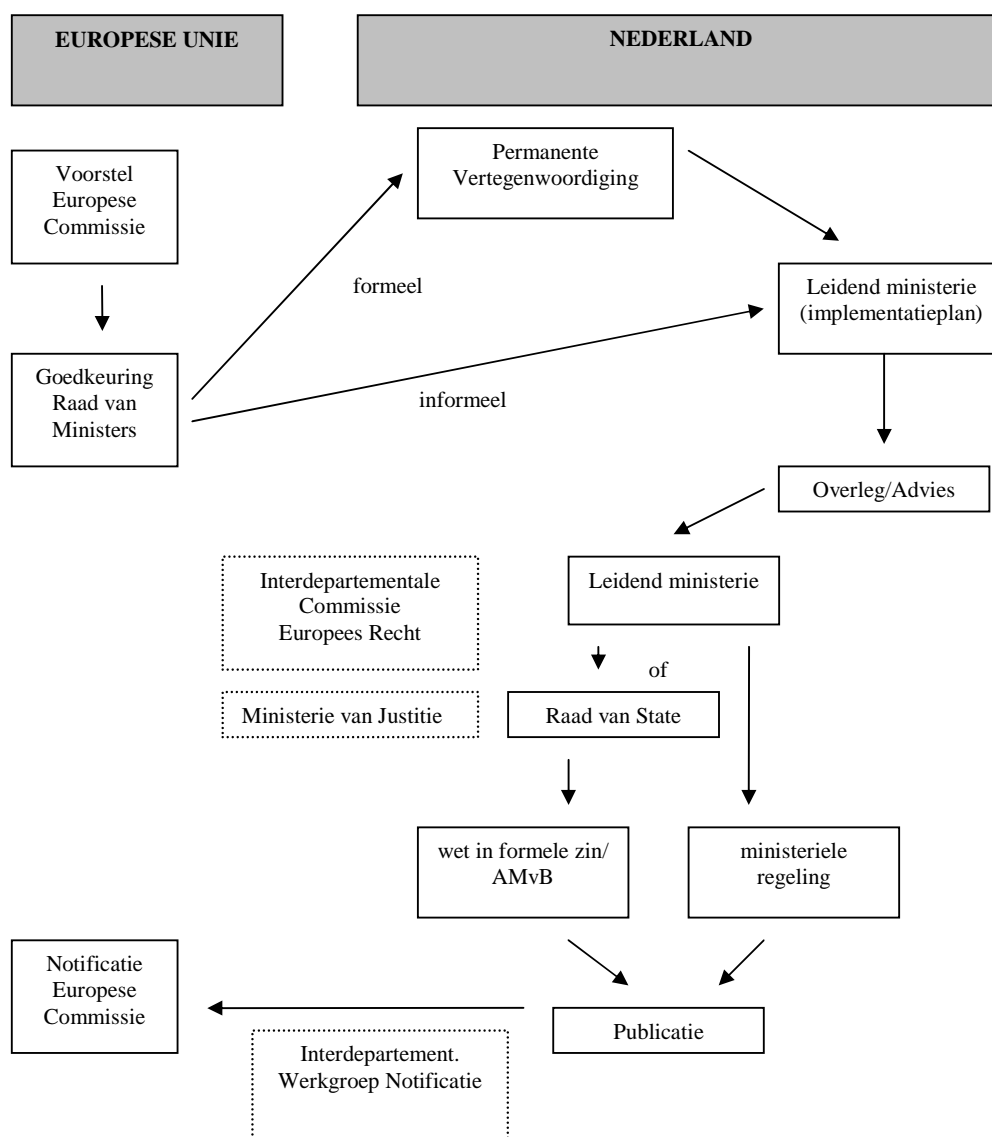 EUROPESE UNIE
NEDERLAND
Voorstel
Europese
Commissie
Permanente
Vertegenwoordiging
formeel
Leidend ministerie
(implementatieplan)
Goedkeuring
Raad van
Ministers
informeel
Overleg/Advies
Interdepartementale
Commissie
Europees Recht
Leidend ministerie
of
Ministerie van Justitie
Raad van State
wet in formele zin/
AMvB
ministeriele
regeling
Notificatie
Europese
Commissie
Publicatie
Interdepartement.
Werkgroep Notificatie